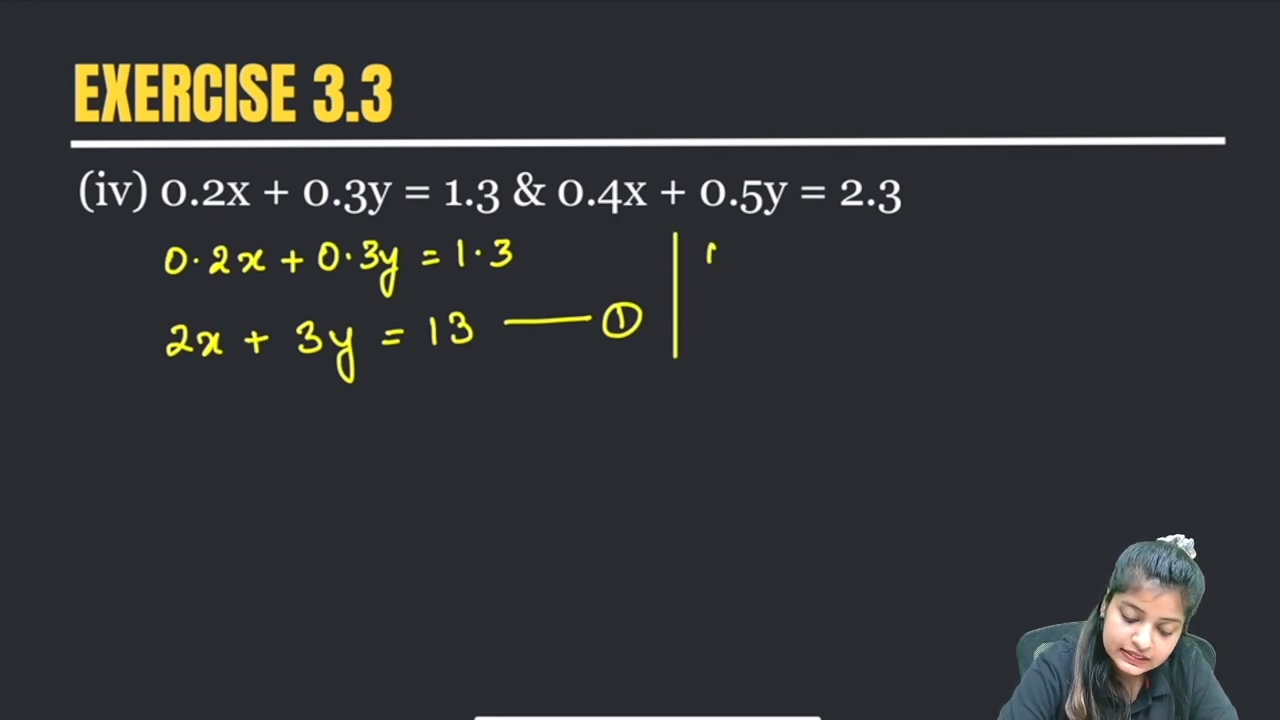 EXERCISE 3.3
(iv) 0.2x + 0.3y = 1.3 & 0.4x + 0.5y = 2.3
0.2x + 0.3y = 1.3
2x + 3y = 13 —— ①